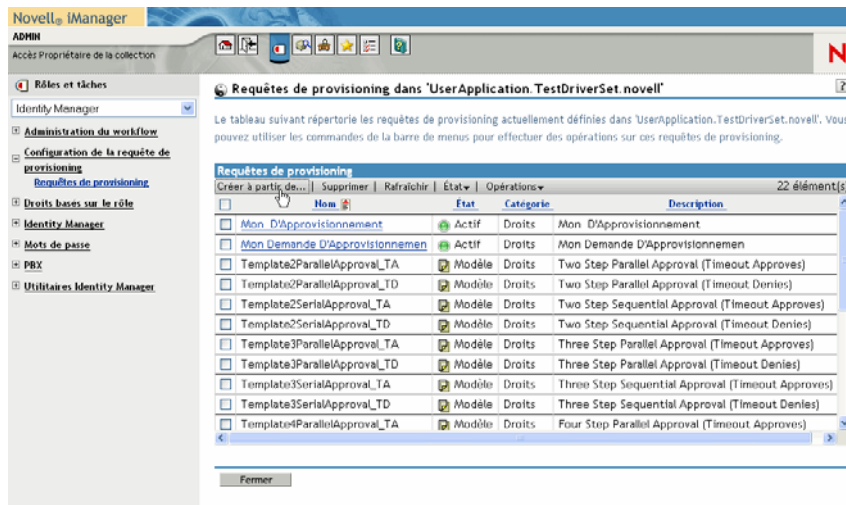 Novell® iManager
ADMIN
Accès Propriétaire de la collection
N
Rôles et tâches
Identity Manager
Administration du workflow
Configuration de la requête de
provisioning
Requêtes de provisioning
Droits basés sur le rôle
Identity Manager
Mots de passe
PBX
Utilitaires Identity Manager
Requêtes de provisioning dans 'UserApplication.TestDriverSet.novell'
?
Le tableau suivant répertorie les requêtes de provisioning actuellement définies dans 'UserApplication.TestDriverSet.novell'. Vous
pouvez utiliser les commandes de la barre de menus pour effectuer des opérations sur ces requêtes de provisioning.
Requêtes de provisioning
Créer à partir de... | Supprimer | Rafraîchir | État | Opérations 22 élément(s
Nom État Catégorie Description
Mon D'Approvisionnement Actif Droits Mon D'Approvisionnement
Mon Demande D'Approvisionnemen Actif Droits Mon Demande D'Approvisionnemen
Template2ParallelApproval_TA Modèle Droits Two Step Parallel Approval (Timeout Approves)
Template2ParallelApproval_TD Modèle Droits Two Step Parallel Approval (Timeout Denies)
Template2SerialApproval_TA Modèle Droits Two Step Sequential Approval (Timeout Approves)
Template2SerialApproval_TD Modèle Droits Two Step Sequential Approval (Timeout Denies)
Template3ParallelApproval_TA Modèle Droits Three Step Parallel Approval (Timeout Approves)
Template3ParallelApproval_TD Modèle Droits Three Step Parallel Approval (Timeout Denies)
Template3SerialApproval_TA Modèle Droits Three Step Sequential Approval (Timeout Approves)
Template3SerialApproval_TD Modèle Droits Three Step Sequential Approval (Timeout Denies)
Template4ParallelApproval_TA Modèle Droits Four Step Parallel Approval (Timeout Approves)
Fermer